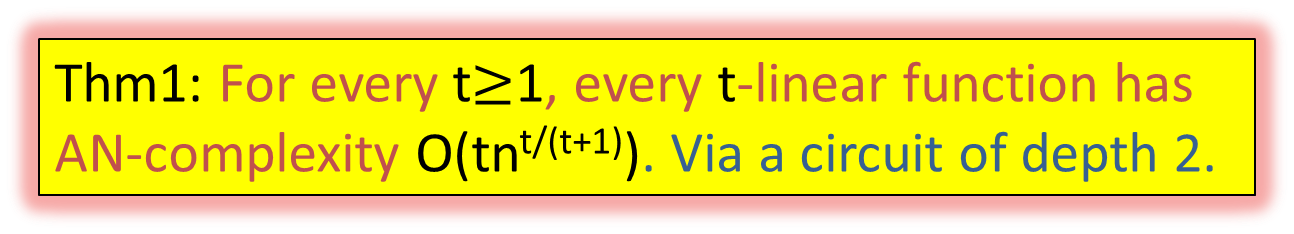 Thm1: For every t≥1, every t-linear function has
AN-complexity O(tn^{t/(t+1)}). Via a circuit of depth 2.